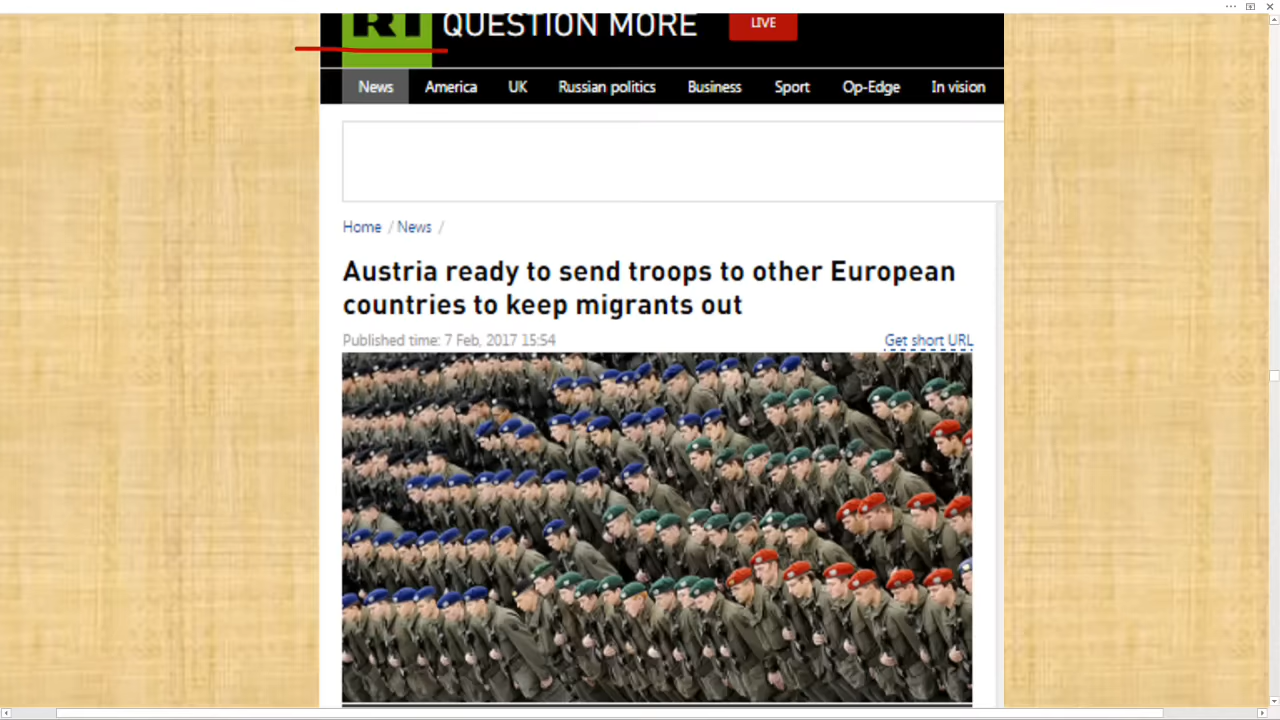 RT QUESTION MORE LIVE
News America UK Russian politics Business Sport Op-Edge In vision
Home / News /
Austria ready to send troops to other European
countries to keep migrants out
Published time: 7 Feb, 2017 15:54 Get short URL